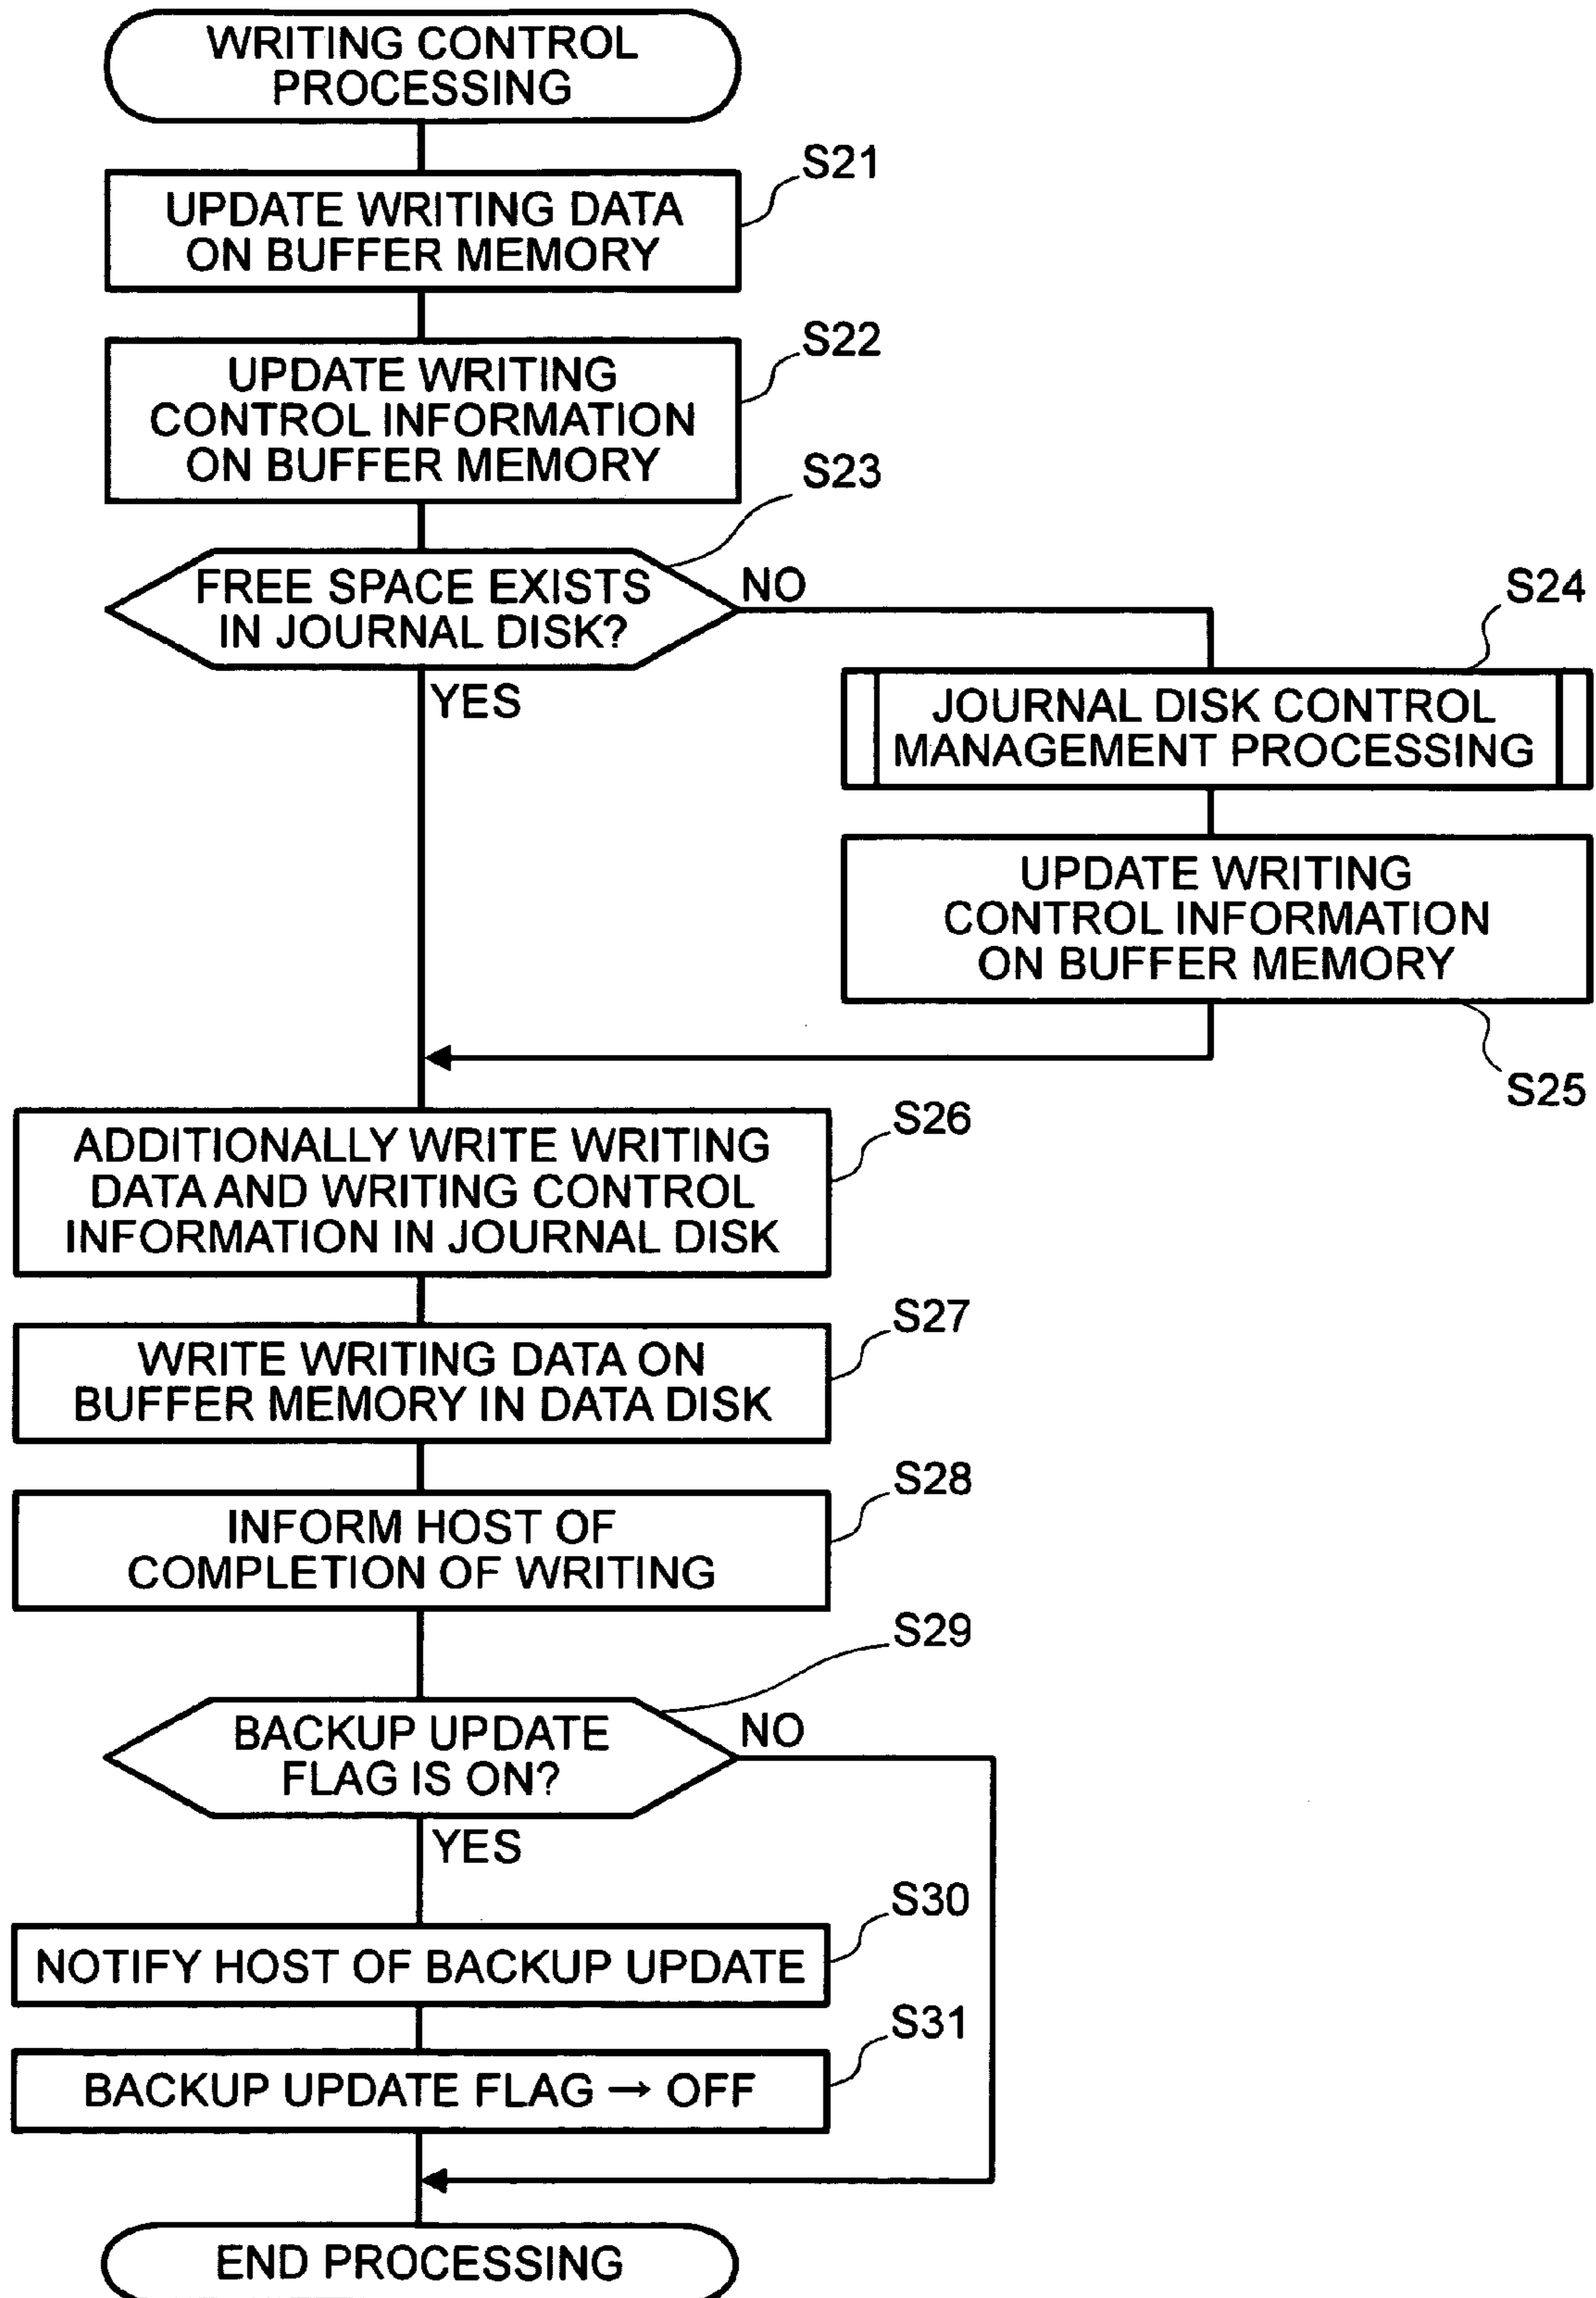 WRITING CONTROL
PROCESSING
S21
UPDATE WRITING DATA
ON BUFFER MEMORY
S22
UPDATE WRITING
CONTROL INFORMATION
ON BUFFER MEMORY
S23
FREE SPACE EXISTS
IN JOURNAL DISK?
NO
YES
S24
JOURNAL DISK CONTROL
MANAGEMENT PROCESSING
UPDATE WRITING
CONTROL INFORMATION
ON BUFFER MEMORY
S25
S26
ADDITIONALLY WRITE WRITING
DATA AND WRITING CONTROL
INFORMATION IN JOURNAL DISK
S27
WRITE WRITING DATA ON
BUFFER MEMORY IN DATA DISK
S28
INFORM HOST OF
COMPLETION OF WRITING
S29
BACKUP UPDATE
FLAG IS ON?
NO
YES
S30
NOTIFY HOST OF BACKUP UPDATE
S31
BACKUP UPDATE FLAG → OFF
END PROCESSING